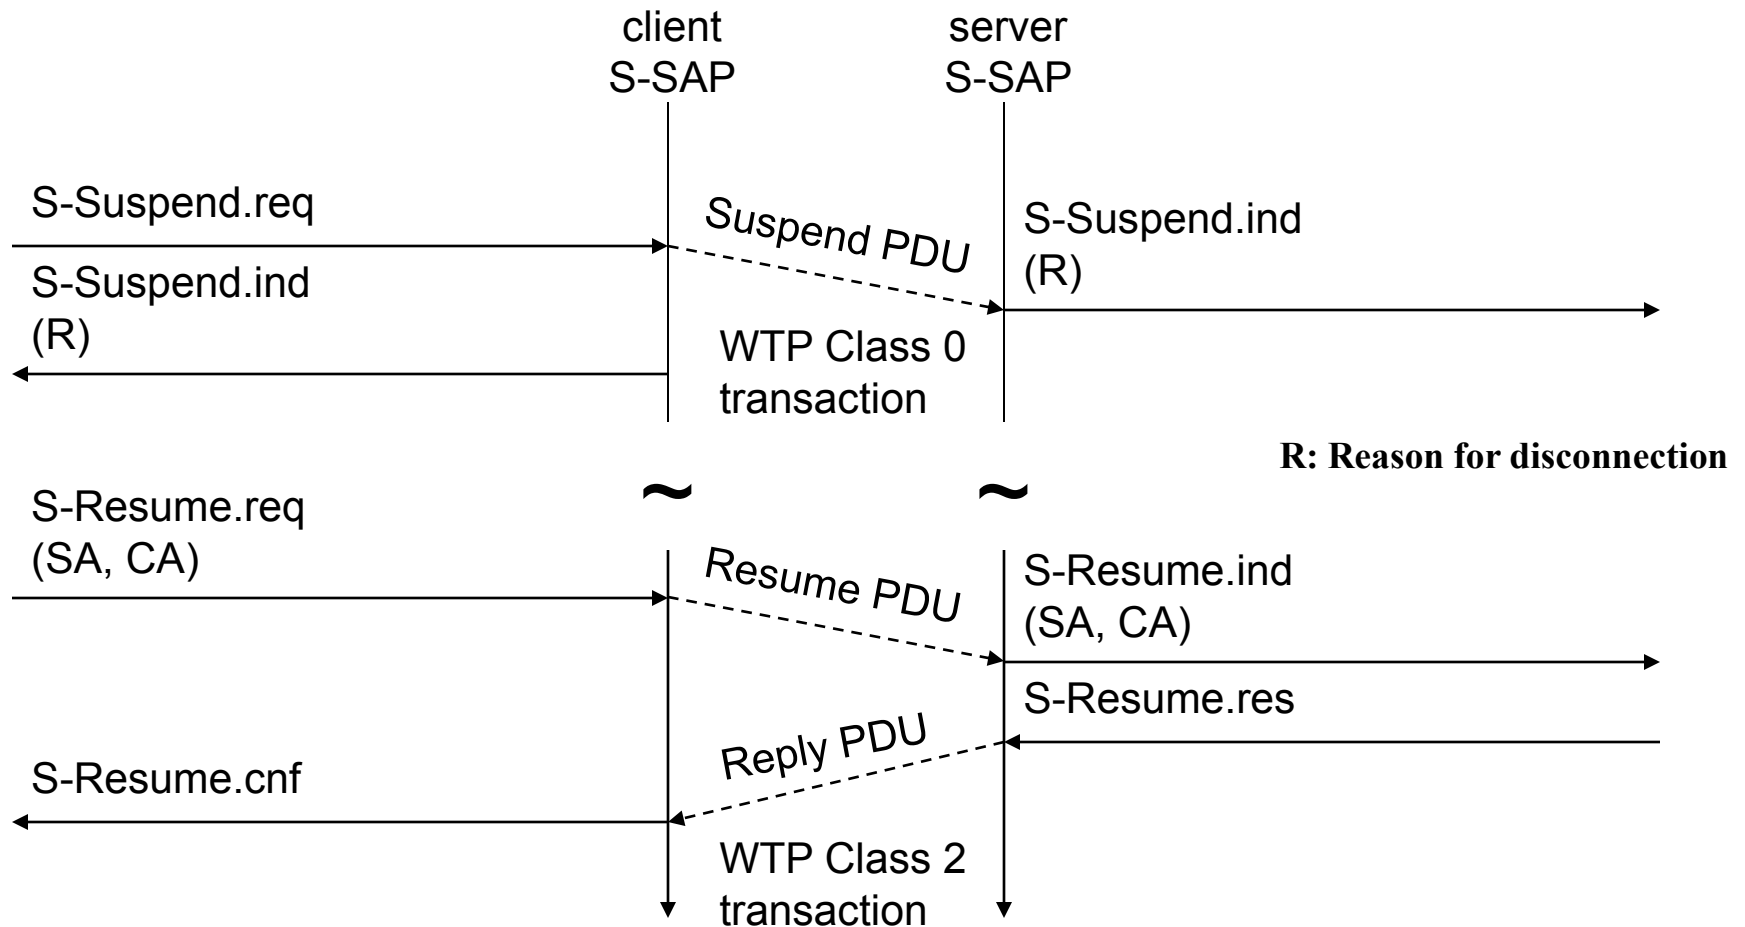 client
S-SAP
server
S-SAP
S-Suspend.req
Suspend PDU
S-Suspend.ind
(R)
S-Suspend.ind
(R)
WTP Class 0
transaction
R: Reason for disconnection
~
~
S-Resume.req
(SA, CA)
Resume PDU
S-Resume.ind
(SA, CA)
S-Resume.res
Reply PDU
S-Resume.cnf
WTP Class 2
transaction